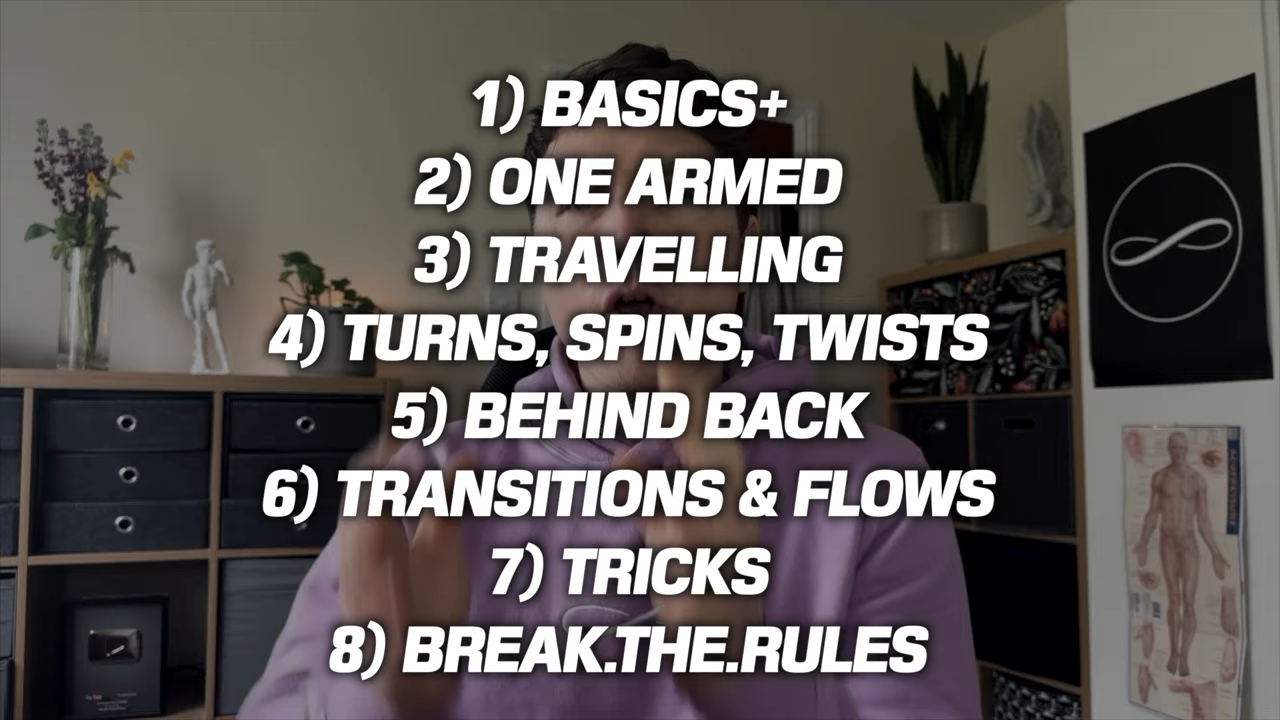 1) BASICS+
2) ONE ARMED
3) TRAVELLING
4) TURNS, SPINS, TWISTS
5) BEHIND BACK
6) TRANSITIONS & FLOWS
7) TRICKS
8) BREAK.THE.RULES